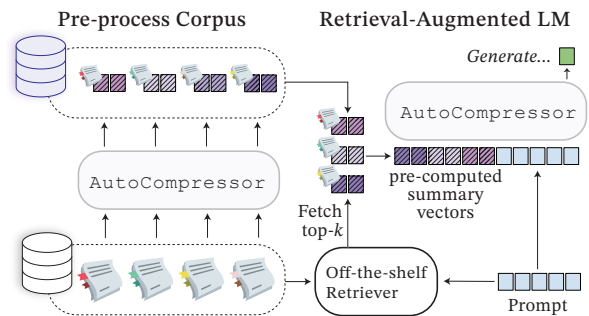 Pre-process Corpus
Retrieval-Augmented LM
Generate...
AutoCompressor
AutoCompressor
pre-computed
summary
vectors
Fetch
top-k
Off-the-shelf
Retriever
Prompt